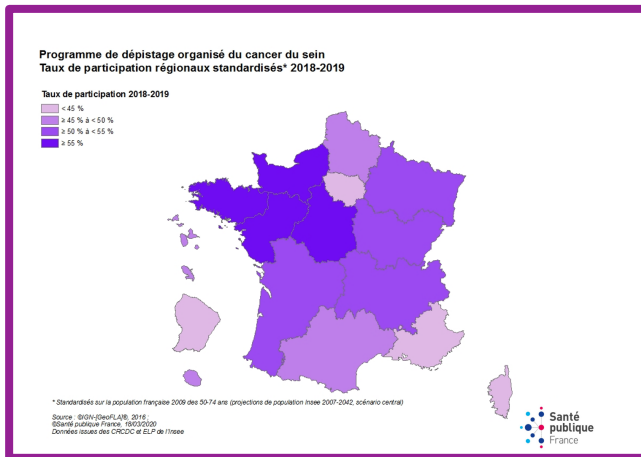 Programme de dépistage organisé du cancer du sein
Taux de participation régionaux standardisés* 2018-2019
Taux de participation 2018-2019
< 45 %
≥ 45 % à < 50 %
≥ 50 % à < 55 %
≥ 55 %
* Standardisés sur la population française 2009 des 50-74 ans (projections de population Insee 2007-2042, scénario central)
Source : ©IGN-[GeoFLA]®, 2016 ;
©Santé publique France, 18/03/2020
Données issues des CRCDC et ELP de l'Insee
Santé
publique
France